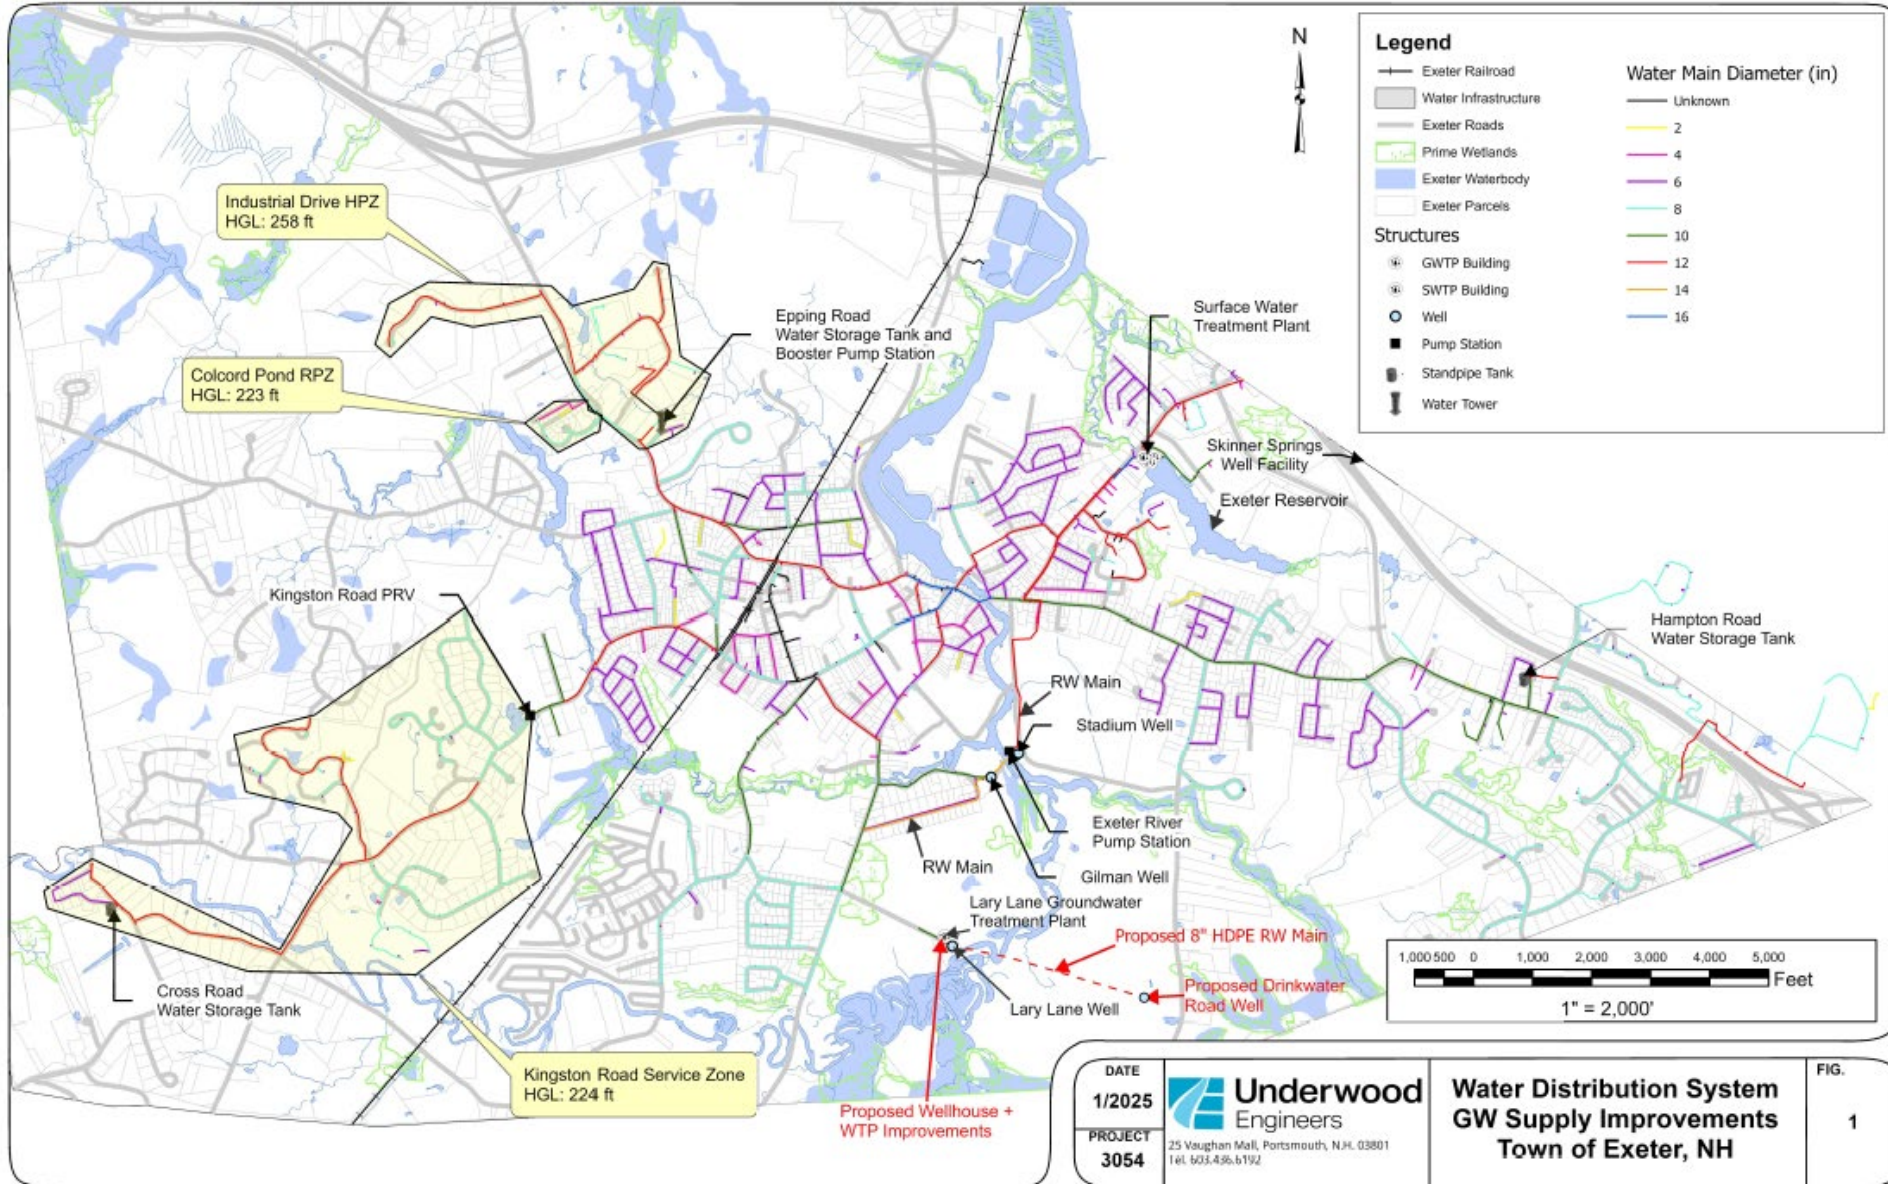 N
Legend
Exeter Railroad
Water Infrastructure
Exeter Roads
Prime Wetlands
Exeter Waterbody
Exeter Parcels
Structures
GWTP Building
SWTP Building
Well
Pump Station
Standpipe Tank
Water Tower
Water Main Diameter (in)
Unknown
2
4
6
8
10
12
14
16
Industrial Drive HPZ
HGL: 258 ft
Colcord Pond RPZ
HGL: 223 ft
Epping Road
Water Storage Tank and
Booster Pump Station
Surface Water
Treatment Plant
Skinner Springs
Well Facility
Exeter Reservoir
Kingston Road PRV
Hampton Road
Water Storage Tank
RW Main
Stadium Well
Exeter River
Pump Station
RW Main
Gilman Well
Lary Lane Groundwater
Treatment Plant
Proposed 8" HDPE RW Main
Proposed Drinkwater
Road Well
Lary Lane Well
Cross Road
Water Storage Tank
Kingston Road Service Zone
HGL: 224 ft
Proposed Wellhouse +
WTP Improvements
1,000 500 0 1,000 2,000 3,000 4,000 5,000
Feet
1" = 2,000'
DATE
1/2025
PROJECT
3054
Underwood
Engineers
25 Vaughan Mall, Portsmouth, N.H. 03801
Tel. 603.436.6192
Water Distribution System
GW Supply Improvements
Town of Exeter, NH
FIG.
1